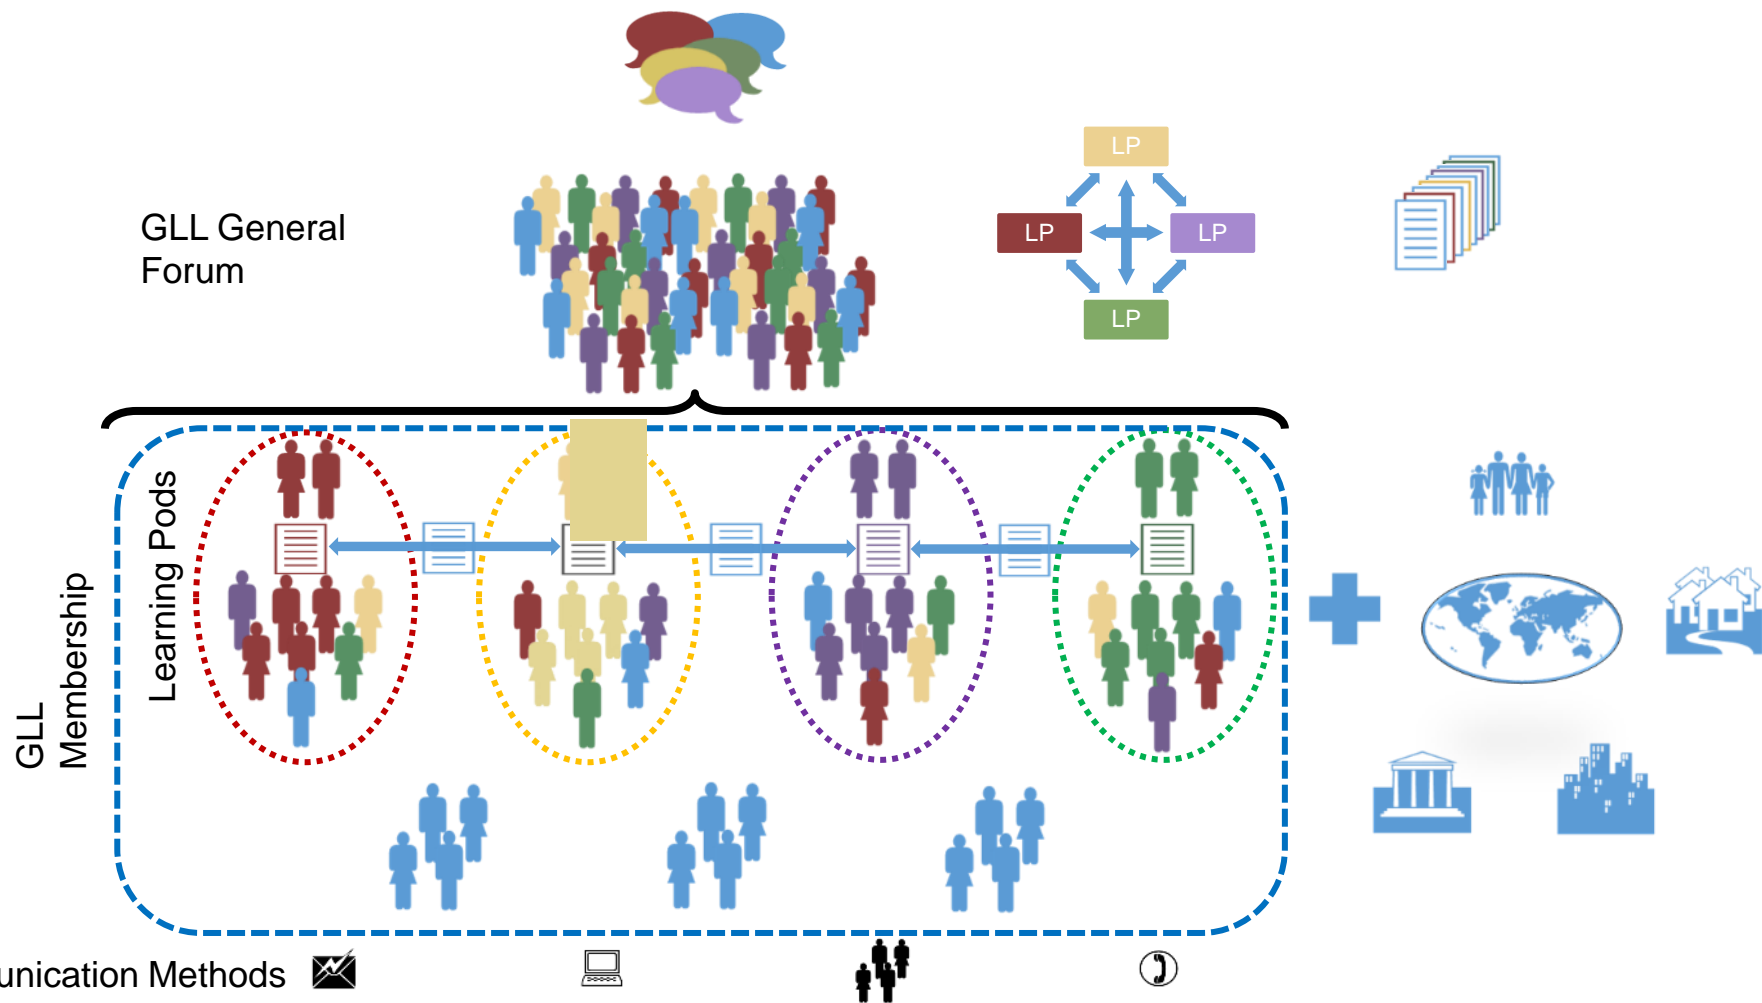 LP
GLL General
Forum
LP
LP
LP
Learning Pods
GLL
Membership
unication Methods